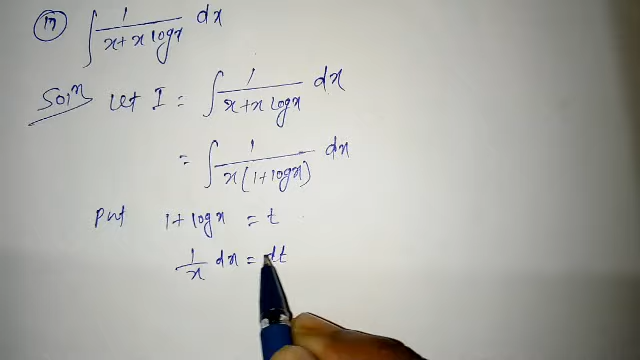 (17) ∫ 1/(x+x logx) dx
Solⁿ Let I = ∫ 1/(x+x logx) dx
= ∫ 1/(x(1+logx)) dx
Put 1+logx = t
1/x dx = dt